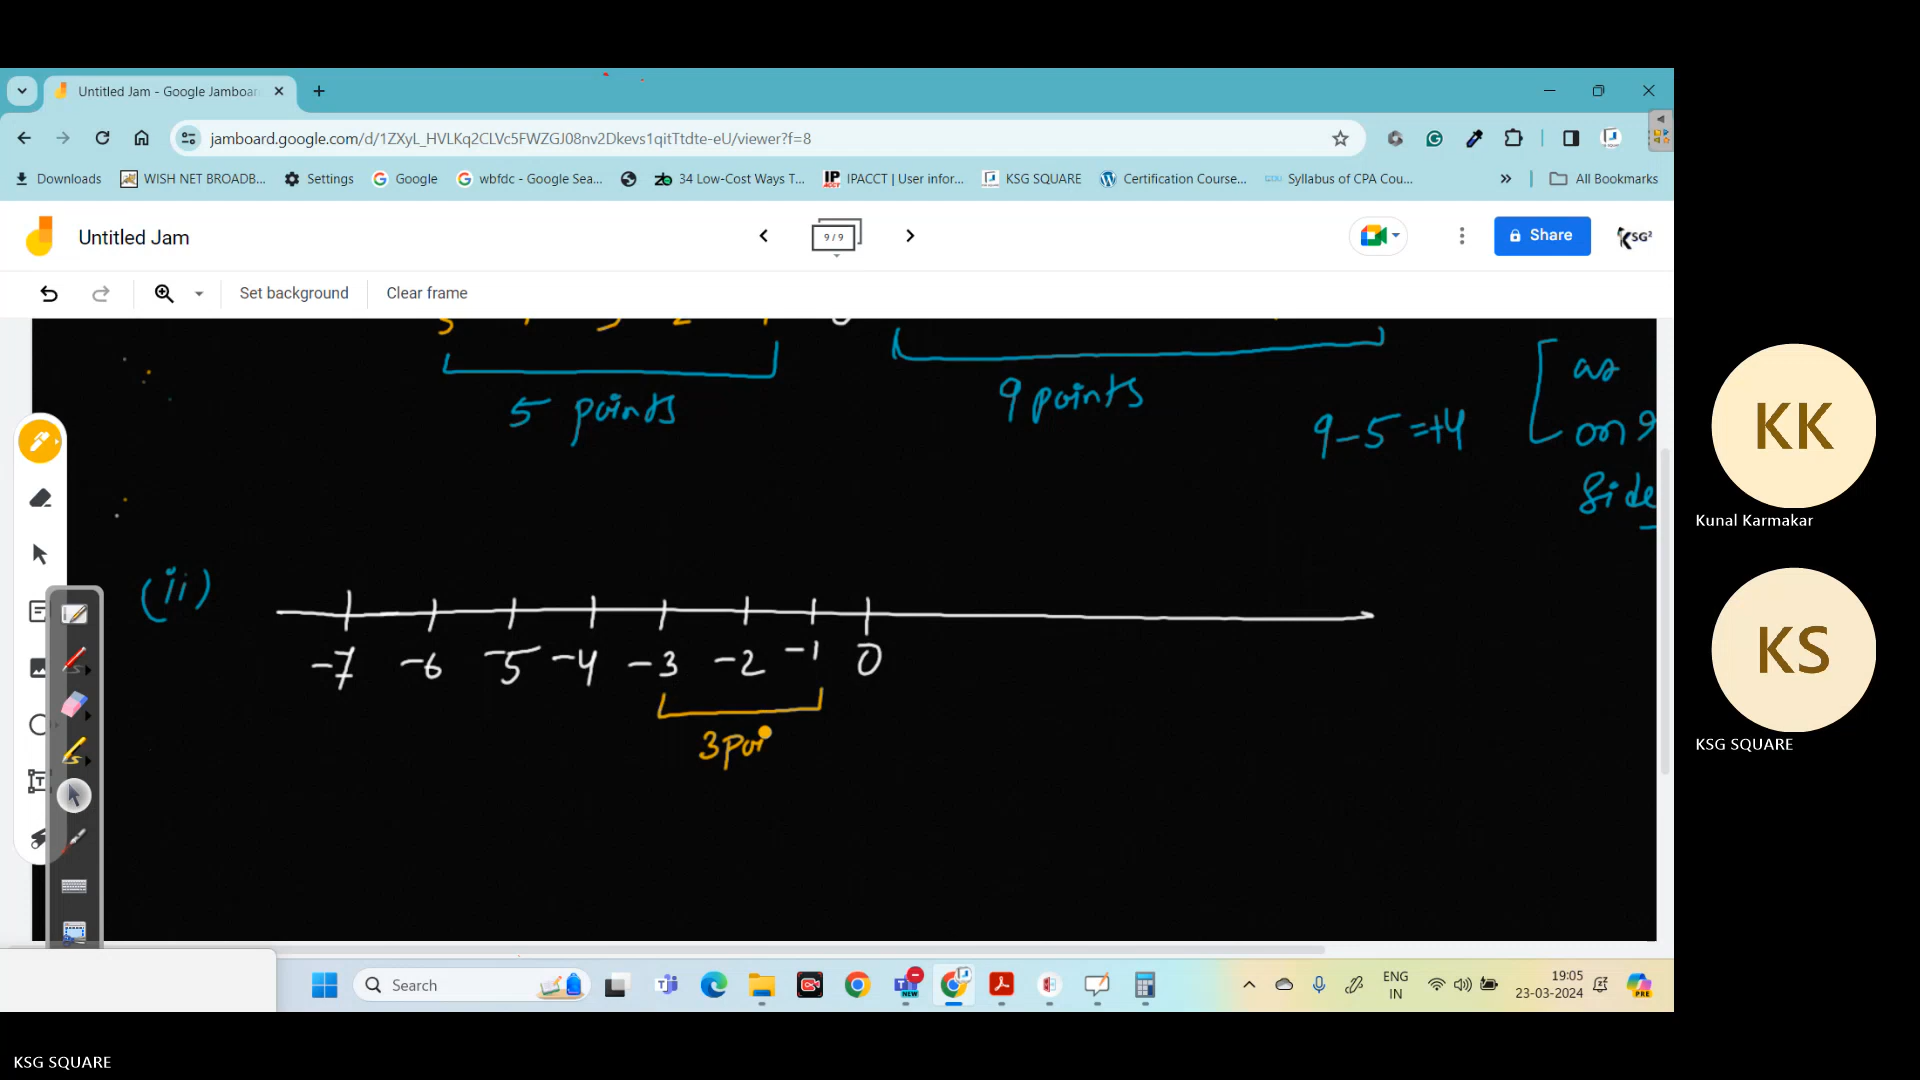 Untitled Jam - Google Jamboar
jamboard.google.com/d/1ZXyL_HVLKq2CLVc5FWZGJ08nv2Dkevs1qitTtdte-eU/viewer?f=8
Downloads WISH NET BROADB... Settings Google wbfdc - Google Sea... 34 Low-Cost Ways T... IPACCT | User infor... KSG SQUARE Certification Course... Syllabus of CPA Cou... » All Bookmarks
Untitled Jam
9 / 9
Share
KSG²
Set background Clear frame
5 points
9 points
9-5=+4
as
on
Side
(ii)
-7 -6 -5 -4 -3 -2 -1 0
3 poi
KK
Kunal Karmakar
KS
KSG SQUARE
Search
NEW
ENG
IN
19:05
23-03-2024
PRE
KSG SQUARE